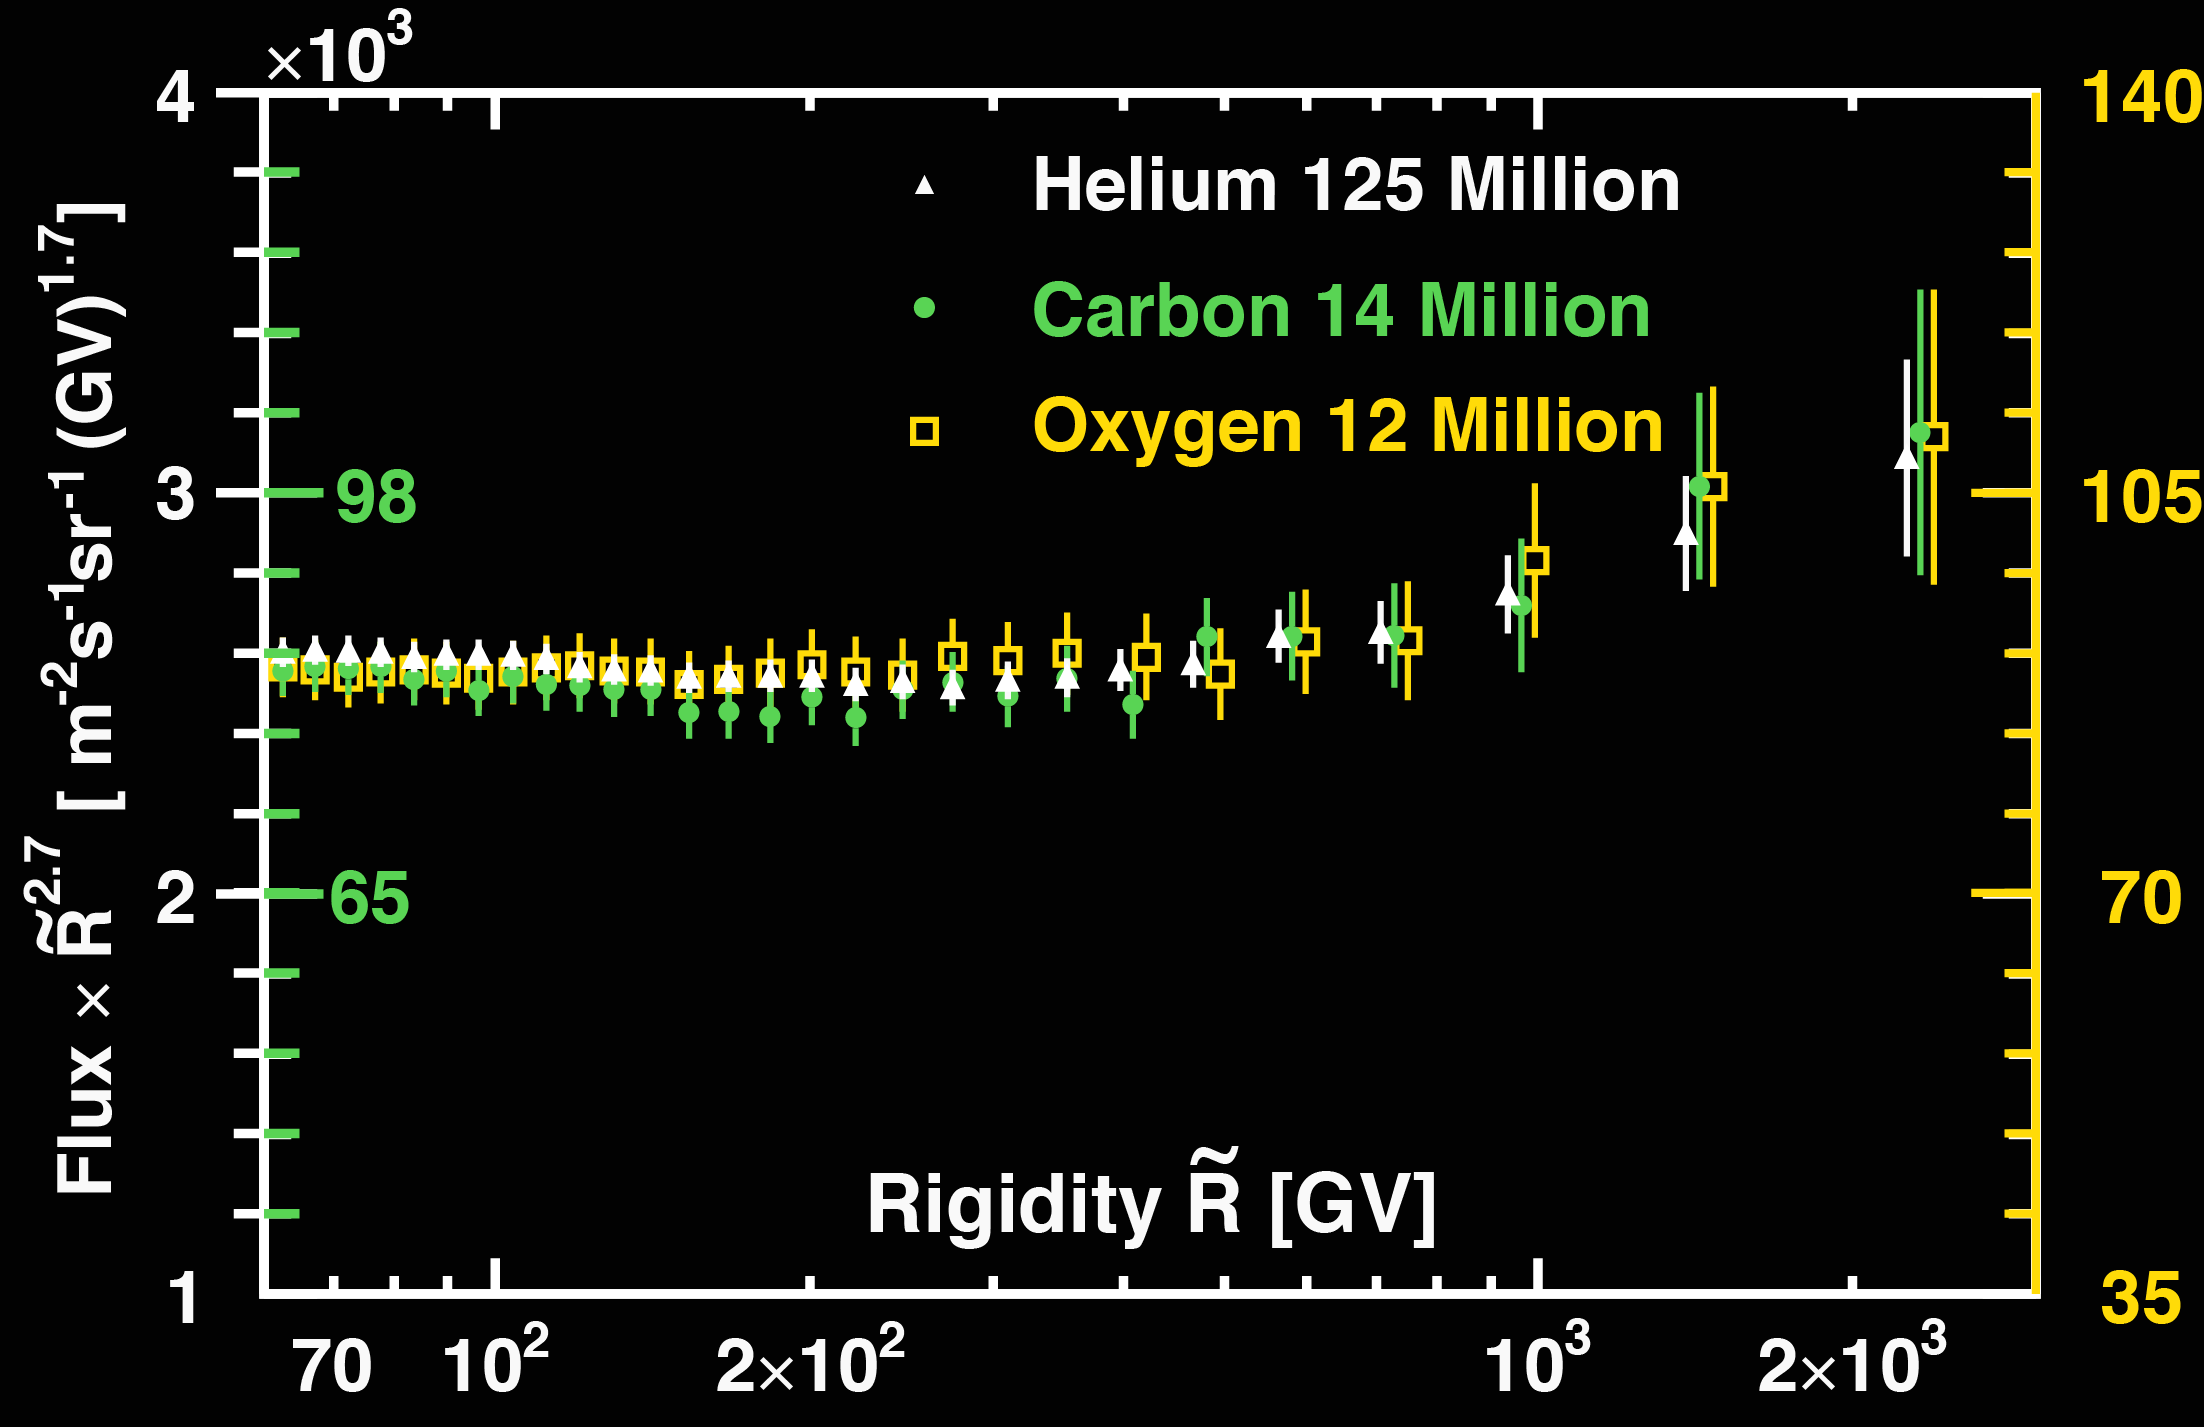 ×10³
4
140
Helium 125 Million
Carbon 14 Million
Oxygen 12 Million
3
98
105
2
65
70
1
35
Flux × R̃²·⁷ [ m⁻²s⁻¹sr⁻¹ (GV)¹·⁷]
Rigidity R̃ [GV]
70 10² 2×10² 10³ 2×10³